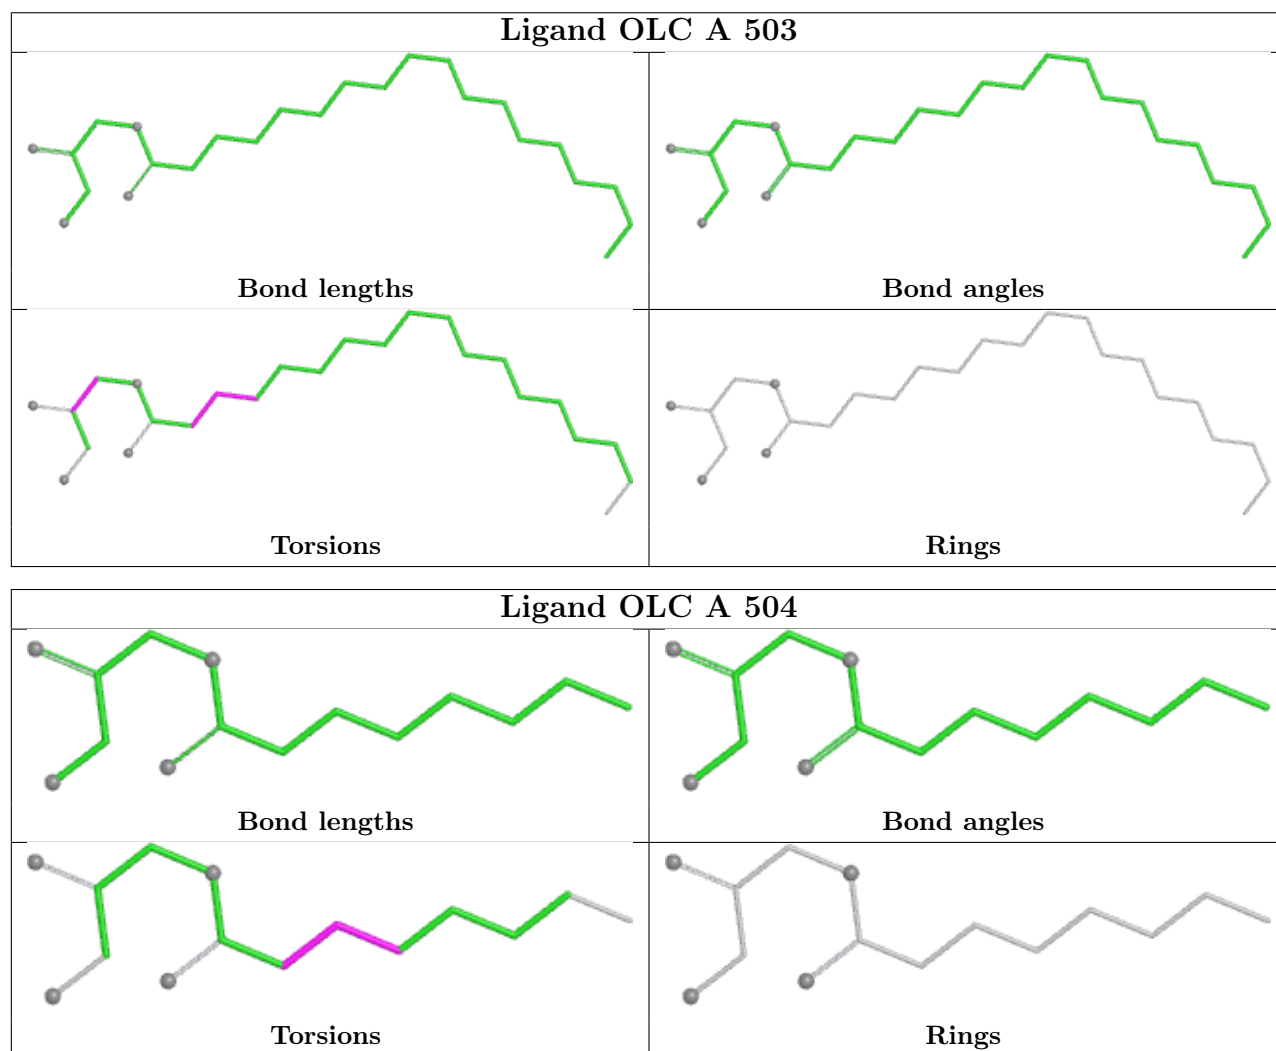 Ligand OLC A 503
Bond lengths
Bond angles
Torsions
Rings
Ligand OLC A 504
Bond lengths
Bond angles
Torsions
Rings